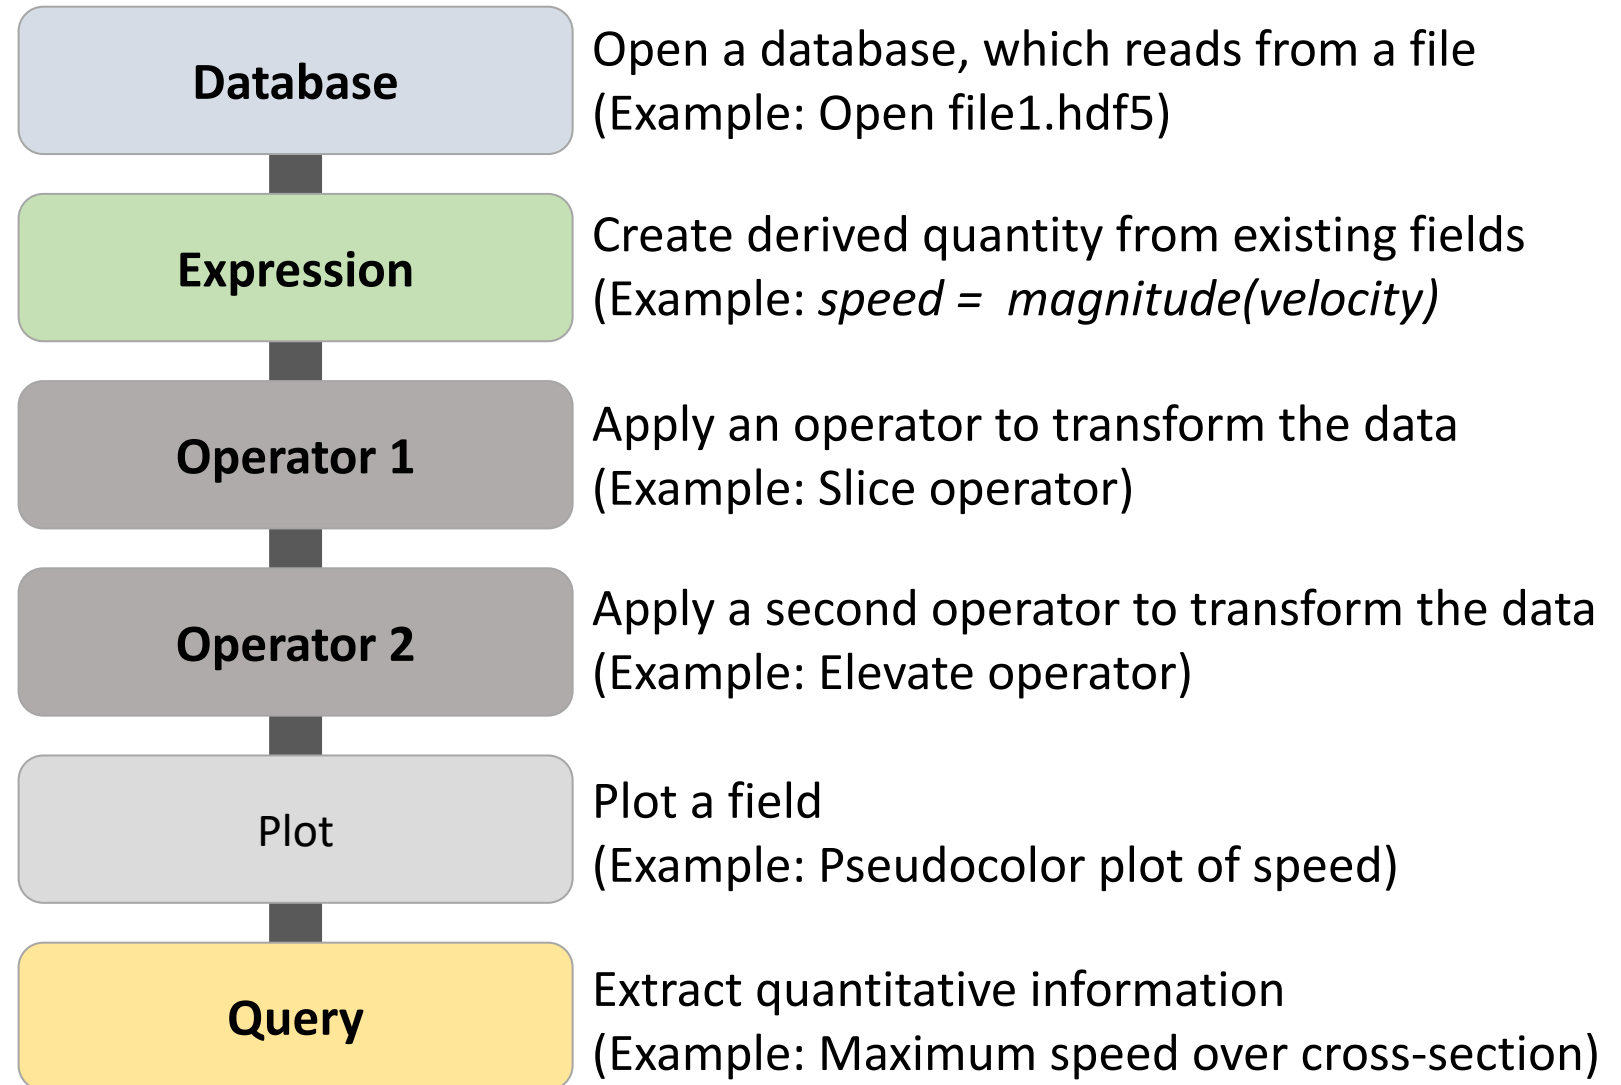 Database
Open a database, which reads from a file
(Example: Open file1.hdf5)
Expression
Create derived quantity from existing fields
(Example: speed =  magnitude(velocity)
Operator 1
Apply an operator to transform the data
(Example: Slice operator)
Operator 2
Apply a second operator to transform the data
(Example: Elevate operator)
Plot
Plot a field
(Example: Pseudocolor plot of speed)
Query
Extract quantitative information
(Example: Maximum speed over cross-section)